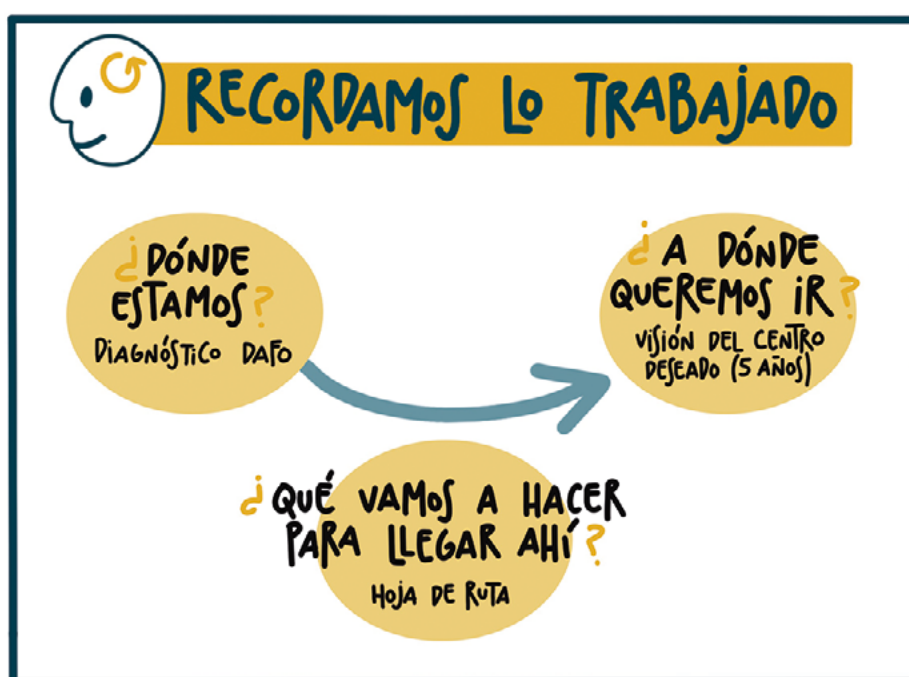 RECORDAMOS LO TRABAJADO
¿DÓNDE
ESTAMOS?
DIAGNÓSTICO DAFO
¿A DÓNDE
QUEREMOS IR?
VISIÓN DEL CENTRO
DESEADO (5 AÑOS)
¿QUÉ VAMOS A HACER
PARA LLEGAR AHÍ?
HOJA DE RUTA